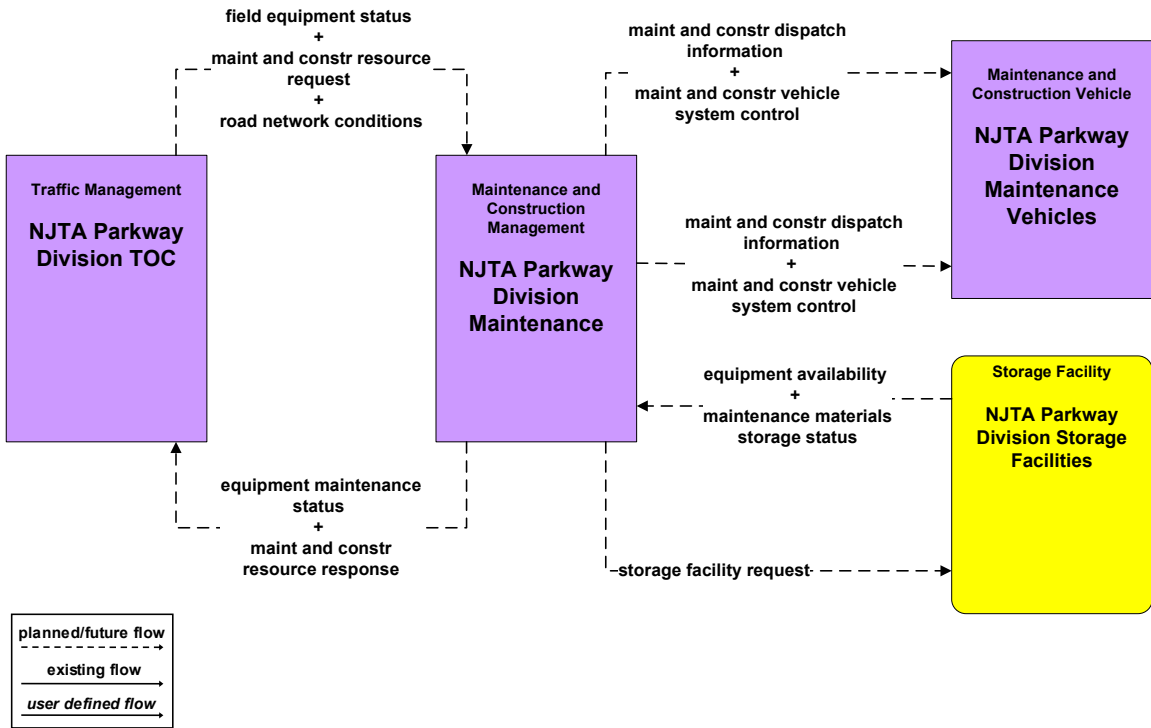 field equipment status
+
maint and constr resource
request
+
road network conditions
maint and constr dispatch
information
+
maint and constr vehicle
system control
Maintenance and
Construction Vehicle
NJTA Parkway
Division
Maintenance
Vehicles
Traffic Management
NJTA Parkway
Division TOC
Maintenance and
Construction
Management
NJTA Parkway
Division
Maintenance
maint and constr dispatch
information
+
maint and constr vehicle
system control
equipment availability
+
maintenance materials
storage status
Storage Facility
NJTA Parkway
Division Storage
Facilities
equipment maintenance
status
+
maint and constr
resource response
storage facility request
planned/future flow
existing flow
user defined flow